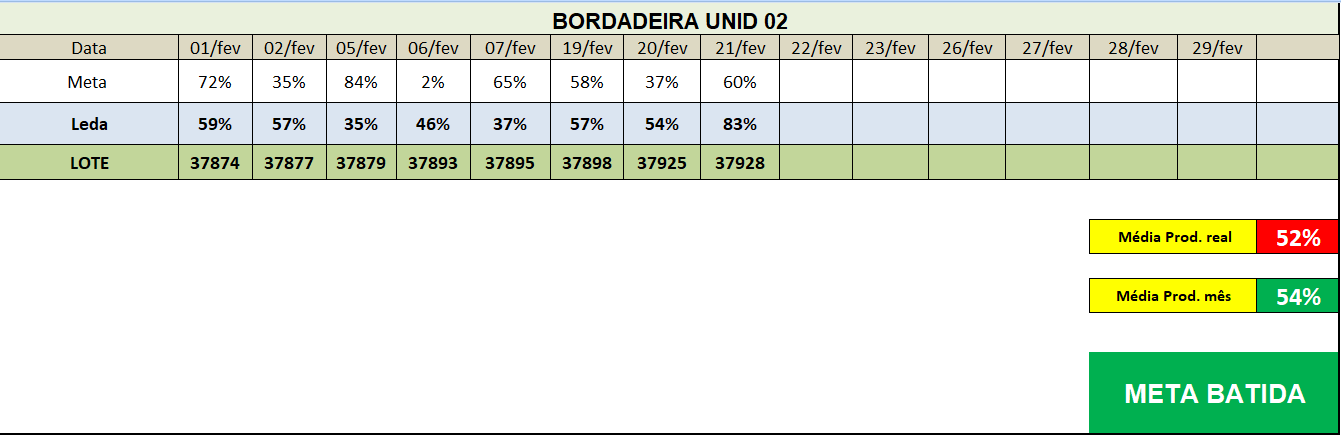 BORDADEIRA UNID 02
Data 01/fev 02/fev 05/fev 06/fev 07/fev 19/fev 20/fev 21/fev 22/fev 23/fev 26/fev 27/fev 28/fev 29/fev
Meta 72% 35% 84% 2% 65% 58% 37% 60%
Leda 59% 57% 35% 46% 37% 57% 54% 83%
LOTE 37874 37877 37879 37893 37895 37898 37925 37928
Média Prod. real 52%
Média Prod. mês 54%
META BATIDA